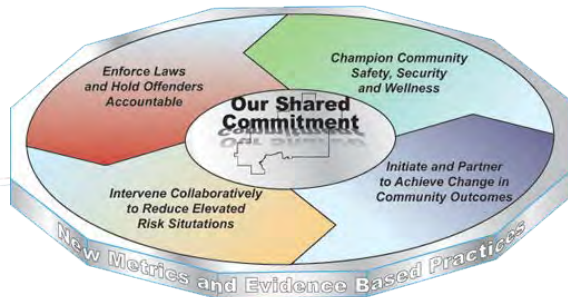 Enforce Laws
and Hold Offenders
Accountable
Champion Community
Safety, Security
and Wellness
Our Shared
Commitment
Intervene Collaboratively
to Reduce Elevated
Risk Situtations
Initiate and Partner
to Achieve Change in
Community Outcomes
New Metrics and Evidence Based Practices